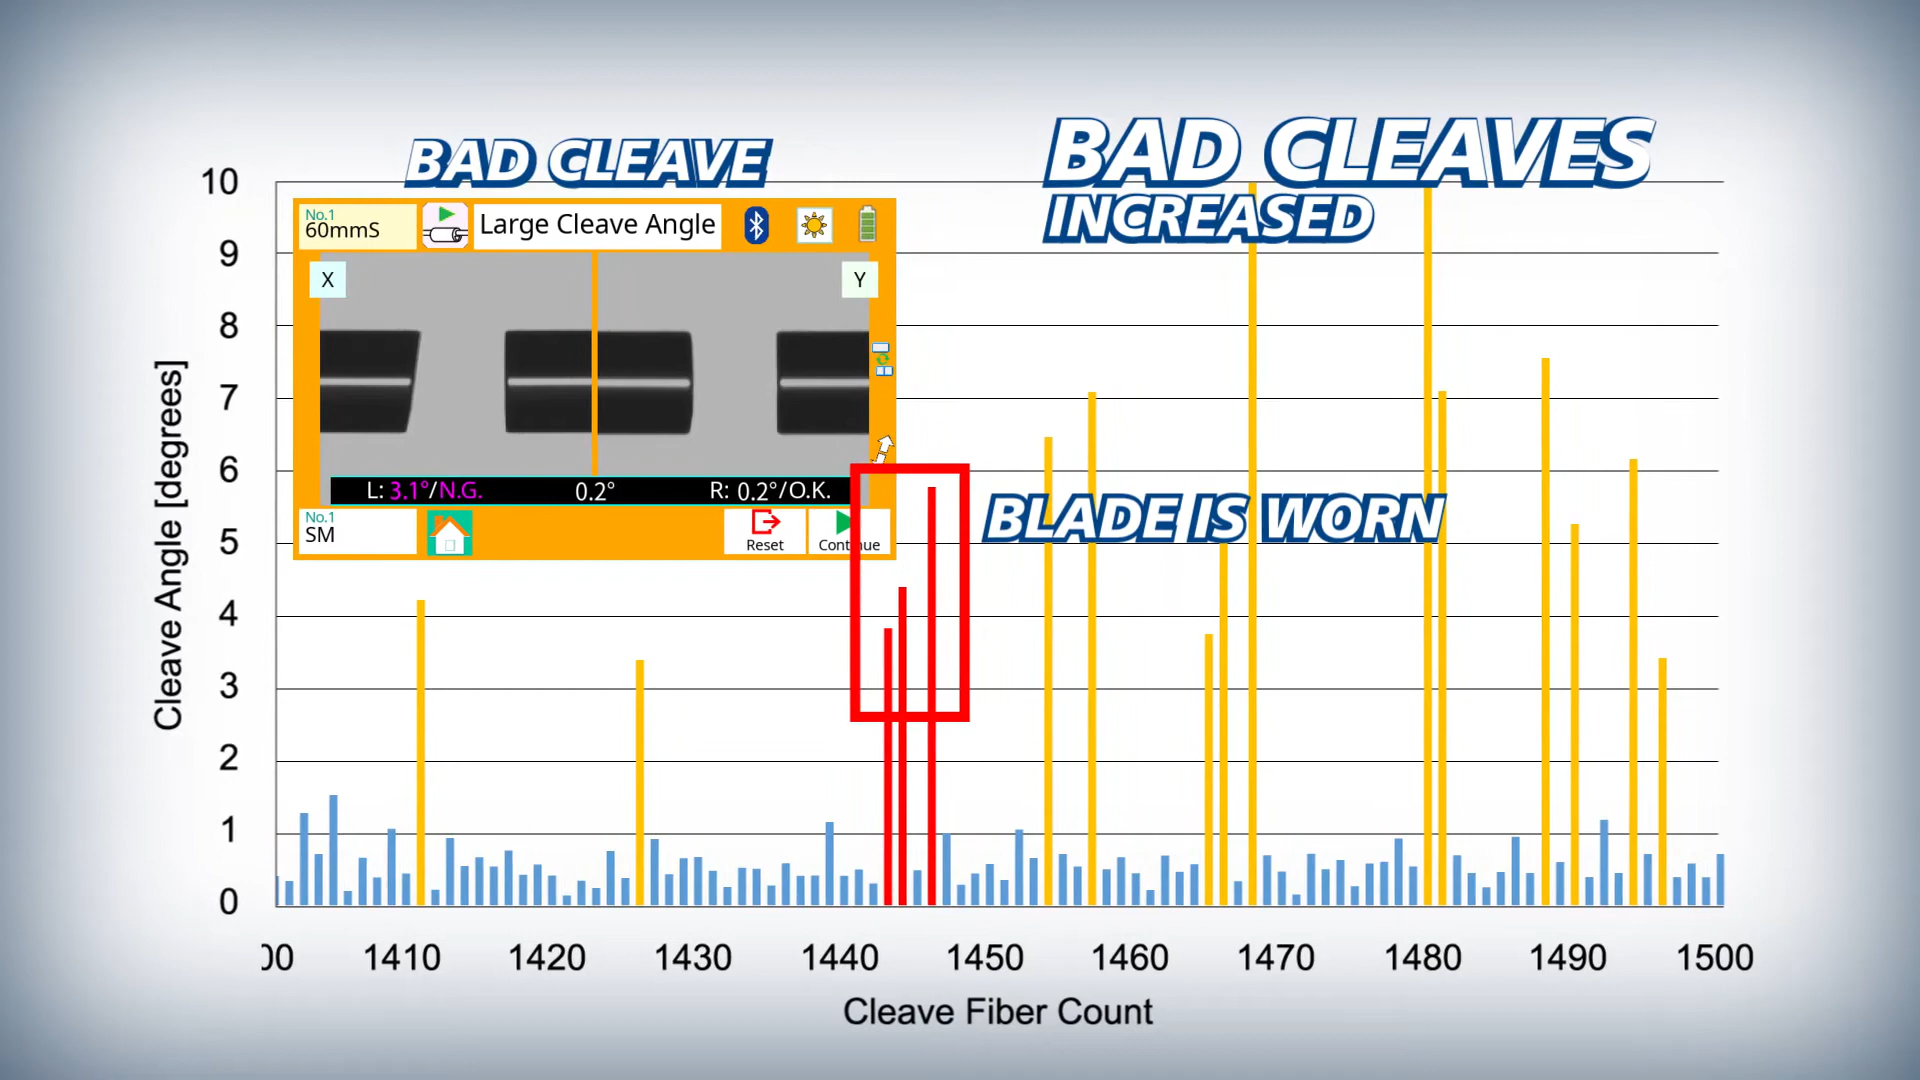 BAD CLEAVE
BAD CLEAVES
INCREASED
No.1
60mmS
Large Cleave Angle
X
Y
L: 3.1°/N.G.
0.2°
R: 0.2°/O.K.
No.1
SM
Reset
Continue
BLADE IS WORN
Cleave Angle [degrees]
10
9
8
7
6
5
4
3
2
1
0
00 1410 1420 1430 1440 1450 1460 1470 1480 1490 1500
Cleave Fiber Count